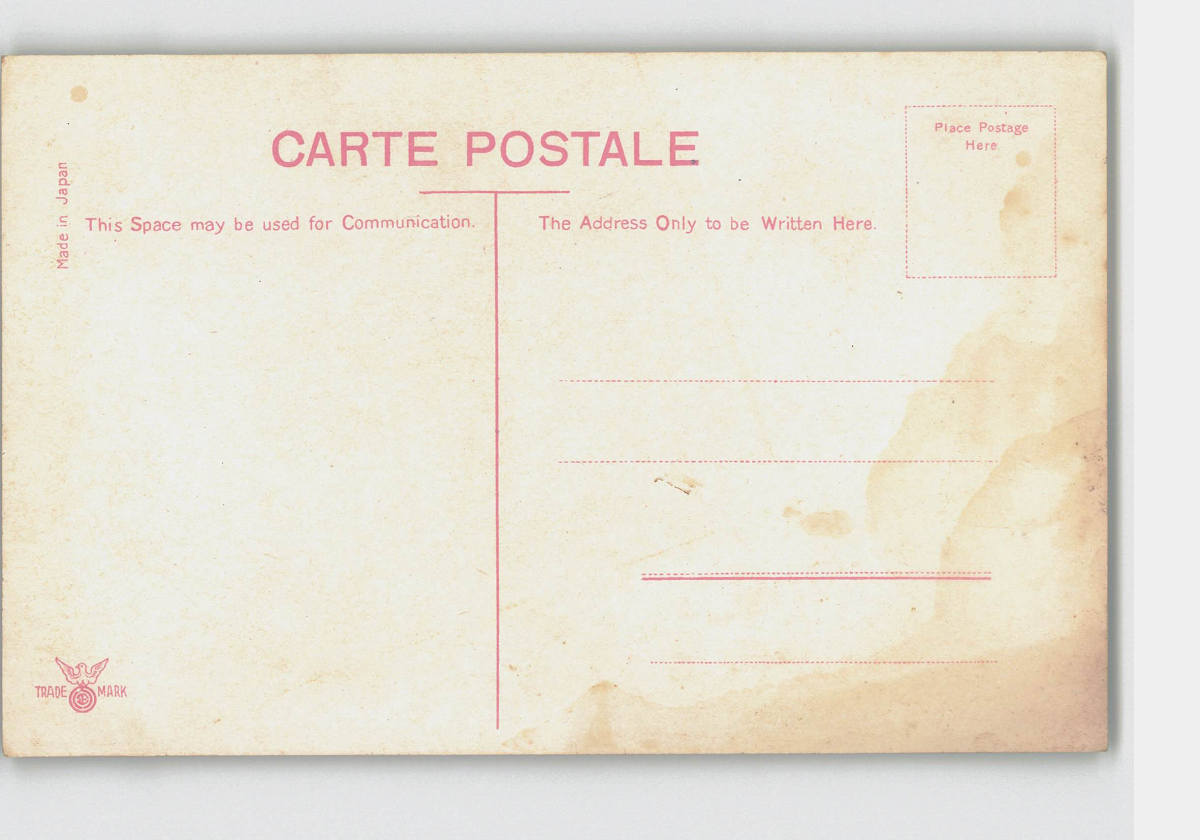 CARTE POSTALE
Place Postage
Here.
Made in Japan
This Space may be used for Communication.
The Address Only to be Written Here.
TRADE MARK